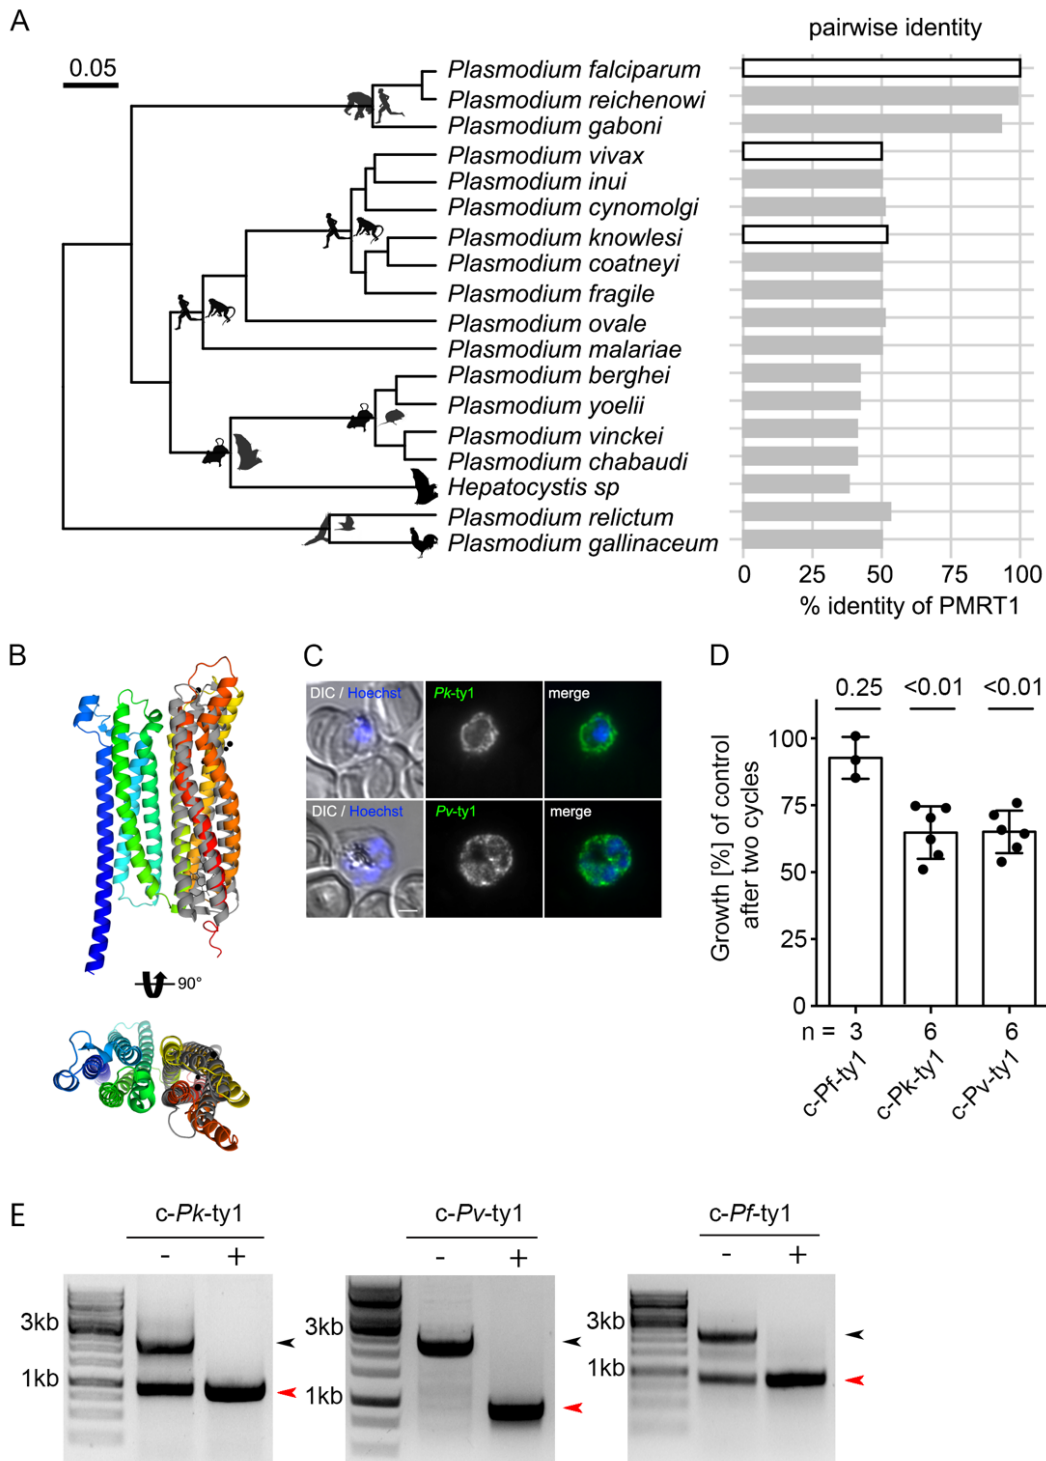 A
pairwise identity
0.05
Plasmodium falciparum
Plasmodium reichenowi
Plasmodium gaboni
Plasmodium vivax
Plasmodium inui
Plasmodium cynomolgi
Plasmodium knowlesi
Plasmodium coatneyi
Plasmodium fragile
Plasmodium ovale
Plasmodium malariae
Plasmodium berghei
Plasmodium yoelii
Plasmodium vinckei
Plasmodium chabaudi
Hepatocystis sp
Plasmodium relictum
Plasmodium gallinaceum
0 25 50 75 100
% identity of PMRT1
B
90°
C
DIC / Hoechst
Pk-ty1
merge
DIC / Hoechst
Pv-ty1
merge
D
0.25 <0.01 <0.01
Growth [%] of control
after two cycles
100
75
50
25
0
n = 3 6 6
c-Pf-ty1
c-Pk-ty1
c-Pv-ty1
E
c-Pk-ty1
- +
3kb
1kb
c-Pv-ty1
- +
3kb
1kb
c-Pf-ty1
- +
3kb
1kb